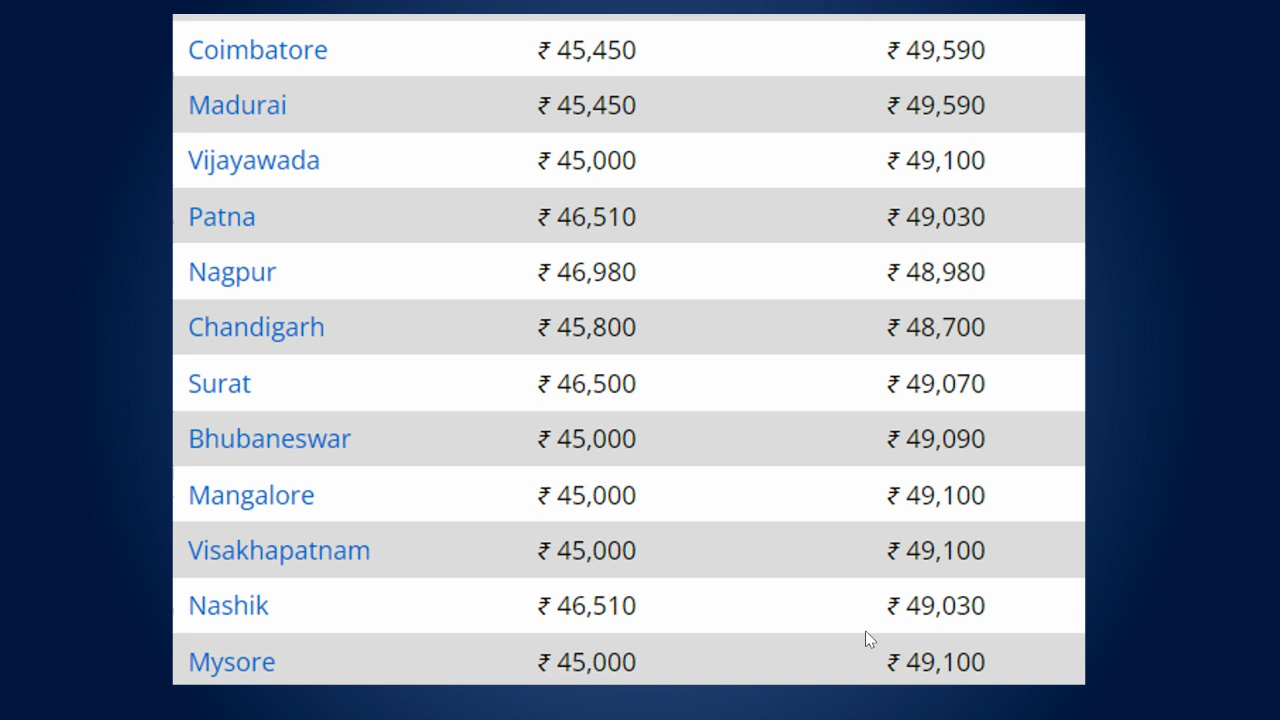 Coimbatore ₹ 45,450 ₹ 49,590
Madurai ₹ 45,450 ₹ 49,590
Vijayawada ₹ 45,000 ₹ 49,100
Patna ₹ 46,510 ₹ 49,030
Nagpur ₹ 46,980 ₹ 48,980
Chandigarh ₹ 45,800 ₹ 48,700
Surat ₹ 46,500 ₹ 49,070
Bhubaneswar ₹ 45,000 ₹ 49,090
Mangalore ₹ 45,000 ₹ 49,100
Visakhapatnam ₹ 45,000 ₹ 49,100
Nashik ₹ 46,510 ₹ 49,030
Mysore ₹ 45,000 ₹ 49,100